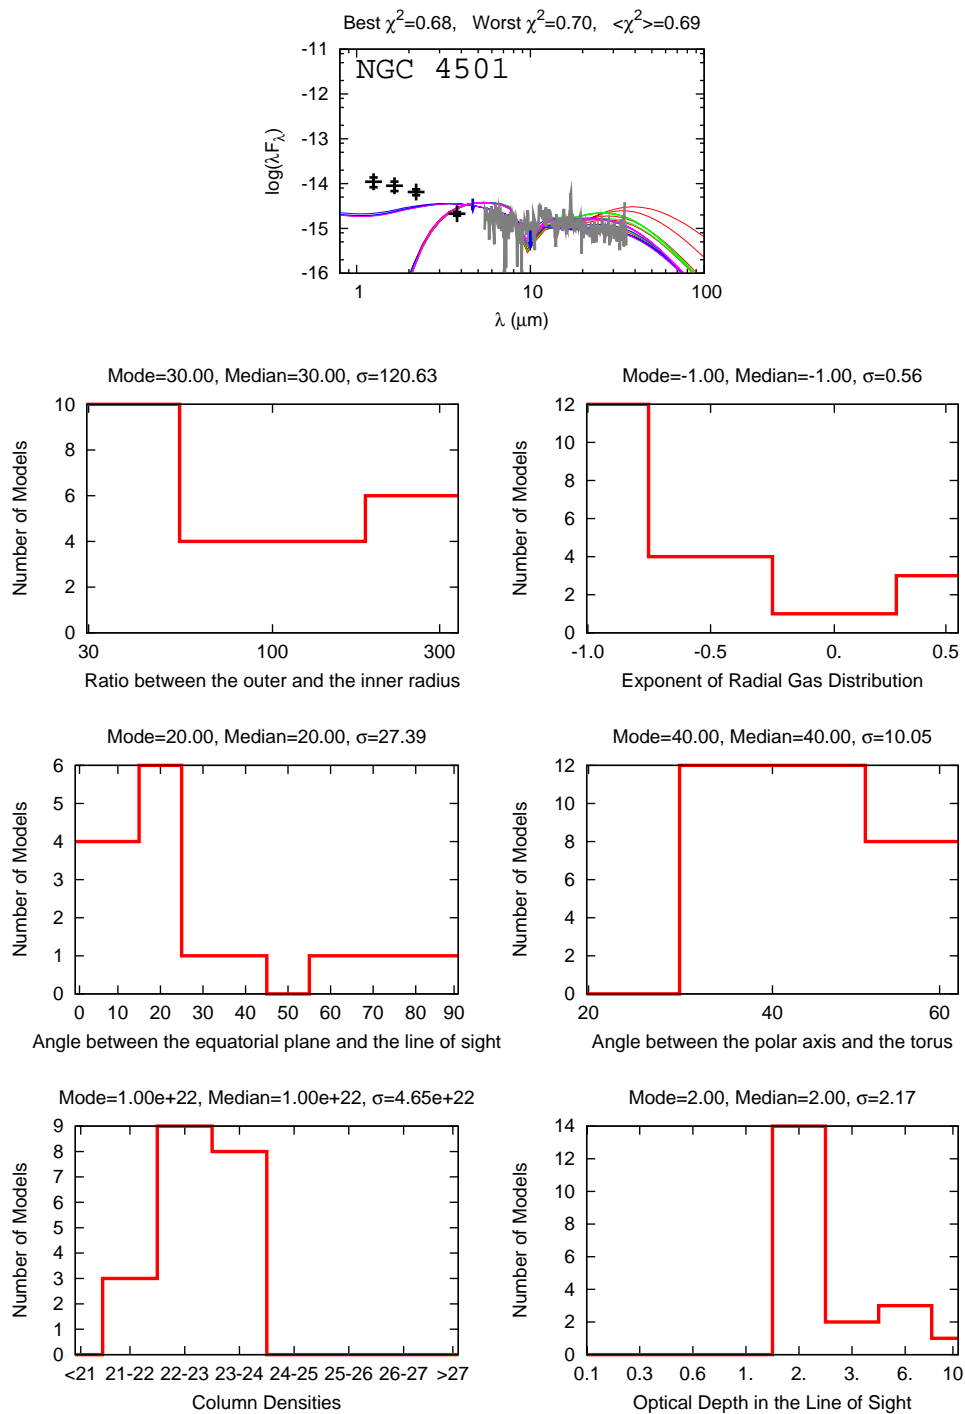 Best χ²=0.68, Worst χ²=0.70, <χ²>=0.69
NGC 4501
log(λFλ)
-11
-12
-13
-14
-15
-16
1 10 100
λ (μm)
Mode=30.00, Median=30.00, σ=120.63
Number of Models
10
8
6
4
2
0
30 100 300
Ratio between the outer and the inner radius
Mode=-1.00, Median=-1.00, σ=0.56
Number of Models
12
10
8
6
4
2
0
-1.0 -0.5 0. 0.5
Exponent of Radial Gas Distribution
Mode=20.00, Median=20.00, σ=27.39
Number of Models
6
5
4
3
2
1
0
0 10 20 30 40 50 60 70 80 90
Angle between the equatorial plane and the line of sight
Mode=40.00, Median=40.00, σ=10.05
Number of Models
12
10
8
6
4
2
0
20 40 60
Angle between the polar axis and the torus
Mode=1.00e+22, Median=1.00e+22, σ=4.65e+22
Number of Models
9
8
7
6
5
4
3
2
1
0
<21 21-22 22-23 23-24 24-25 25-26 26-27 >27
Column Densities
Mode=2.00, Median=2.00, σ=2.17
Number of Models
14
12
10
8
6
4
2
0
0.1 0.3 0.6 1. 2. 3. 6. 10
Optical Depth in the Line of Sight